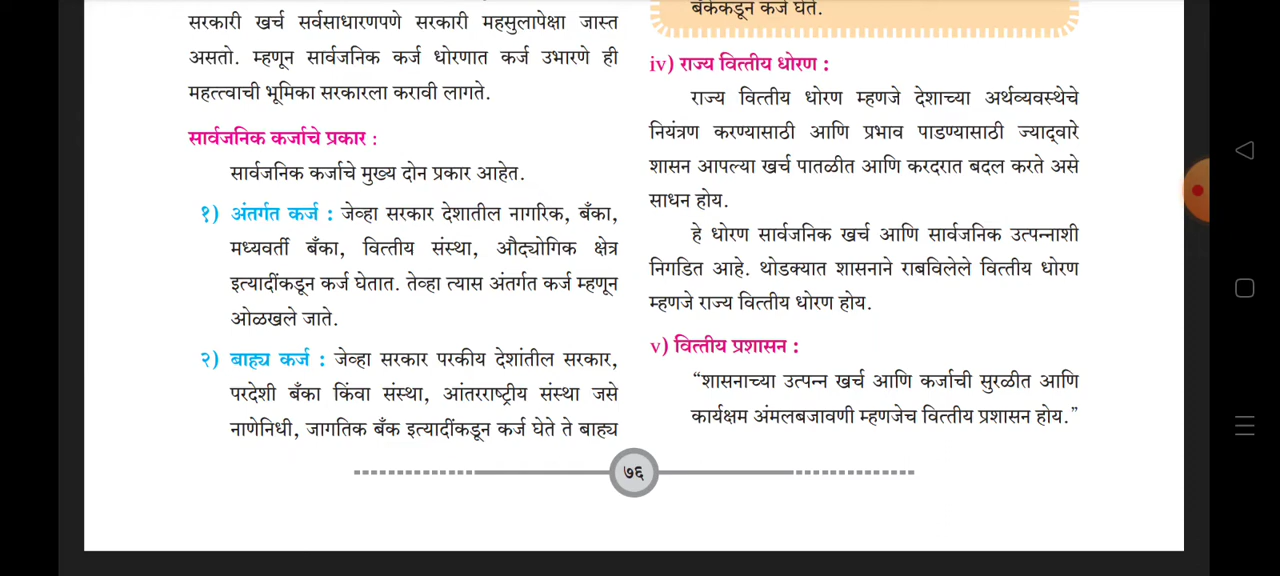 सरकारी खर्च सर्वसाधारणपणे सरकारी महसुलापेक्षा जास्त
असतो. म्हणून सार्वजनिक कर्ज धोरणात कर्ज उभारणे ही
महत्त्वाची भूमिका सरकारला करावी लागते.
सार्वजनिक कर्जाचे प्रकार :
सार्वजनिक कर्जाचे मुख्य दोन प्रकार आहेत.
१) अंतर्गत कर्ज : जेव्हा सरकार देशातील नागरिक, बँका,
मध्यवर्ती बँका, वित्तीय संस्था, औद्योगिक क्षेत्र
इत्यादींकडून कर्ज घेतात. तेव्हा त्यास अंतर्गत कर्ज म्हणून
ओळखले जाते.
२) बाह्य कर्ज : जेव्हा सरकार परकीय देशांतील सरकार,
परदेशी बँका किंवा संस्था, आंतरराष्ट्रीय संस्था जसे
नाणेनिधी, जागतिक बँक इत्यादींकडून कर्ज घेते ते बाह्य
बँकेकडून कर्ज घेते.
iv) राज्य वित्तीय धोरण :
राज्य वित्तीय धोरण म्हणजे देशाच्या अर्थव्यवस्थेचे
नियंत्रण करण्यासाठी आणि प्रभाव पाडण्यासाठी ज्याद्‌वारे
शासन आपल्या खर्च पातळीत आणि करदरात बदल करते असे
साधन होय.
हे धोरण सार्वजनिक खर्च आणि सार्वजनिक उत्पन्नाशी
निगडित आहे. थोडक्यात शासनाने राबविलेले वित्तीय धोरण
म्हणजे राज्य वित्तीय धोरण होय.
v) वित्तीय प्रशासन :
“शासनाच्या उत्पन्न खर्च आणि कर्जाची सुरळीत आणि
कार्यक्षम अंमलबजावणी म्हणजेच वित्तीय प्रशासन होय.”
७६